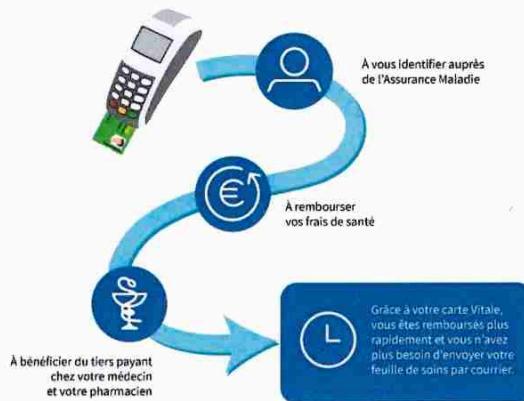 À vous identifier auprès
de l'Assurance Maladie
À rembourser
vos frais de santé
À bénéficier du tiers payant
chez votre médecin
et votre pharmacien
Grâce à votre carte Vitale,
vous êtes remboursés plus
rapidement et vous n'avez
plus besoin d'envoyer votre
feuille de soins par courrier.